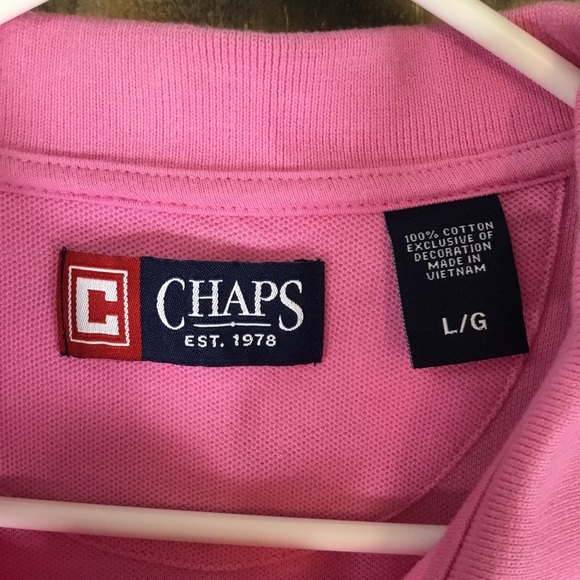 C
CHAPS
EST. 1978
100% COTTON
EXCLUSIVE OF
DECORATION
MADE IN
VIETNAM
L/G